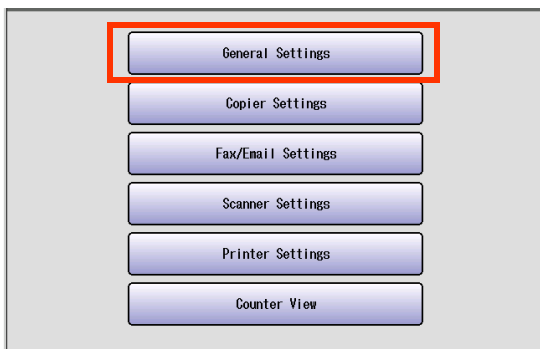 General Settings
Copier Settings
Fax/Email Settings
Scanner Settings
Printer Settings
Counter View